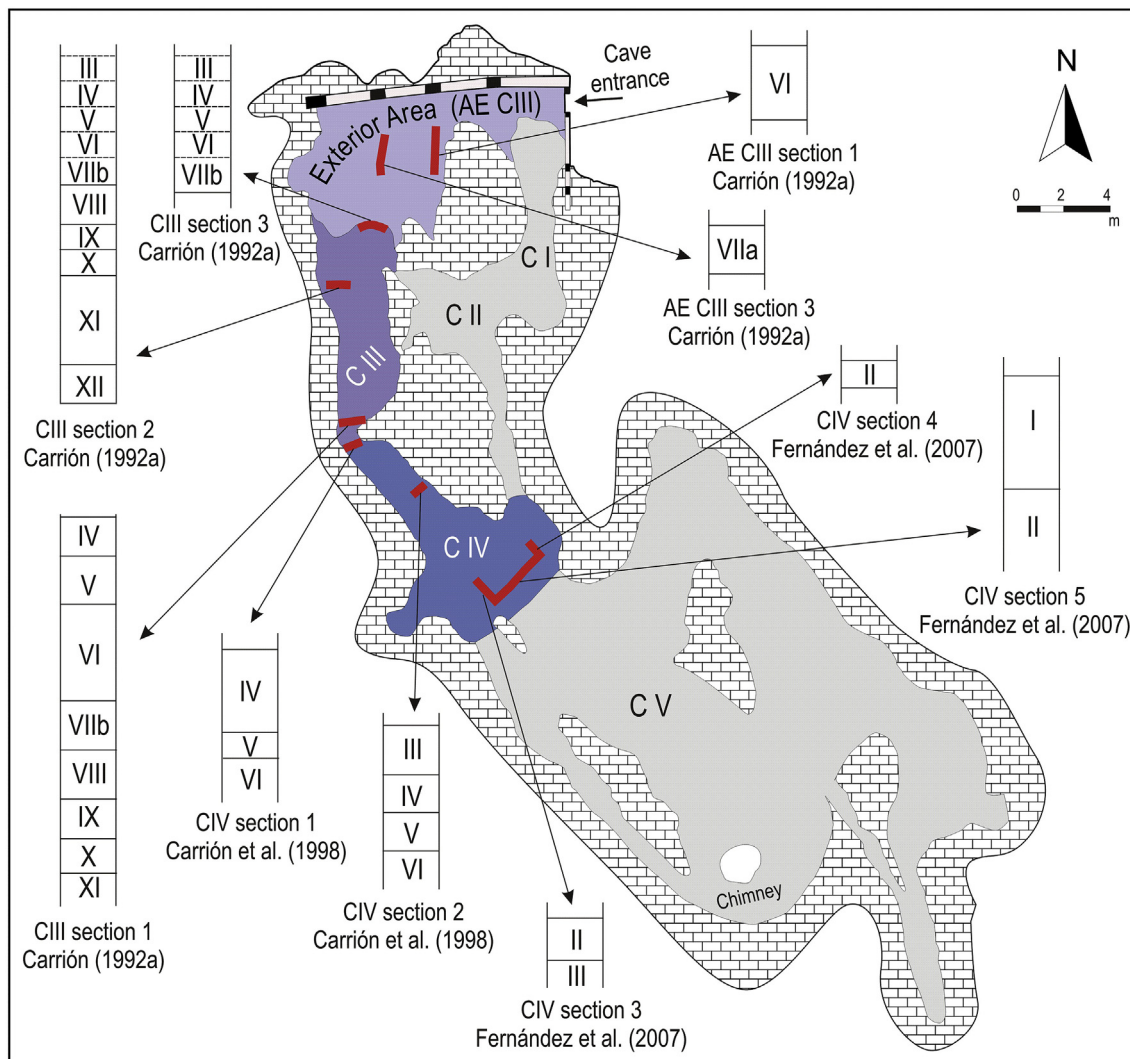 III
IV
V
VI
VIIb
VIII
IX
X
XI
XII
CIII section 2
Carrión (1992a)
III
IV
V
VI
VIIb
CIII section 3
Carrión (1992a)
Exterior Area (AE CIII)
Cave
entrance
VI
AE CIII section 1
Carrión (1992a)
N
0 2 4
m
VIIa
AE CIII section 3
Carrión (1992a)
C I
C II
C III
II
CIV section 4
Fernández et al. (2007)
I
II
CIV section 5
Fernández et al. (2007)
C IV
C V
Chimney
IV
V
VI
VIIb
VIII
IX
X
XI
CIII section 1
Carrión (1992a)
IV
V
VI
CIV section 1
Carrión et al. (1998)
III
IV
V
VI
CIV section 2
Carrión et al. (1998)
II
III
CIV section 3
Fernández et al. (2007)